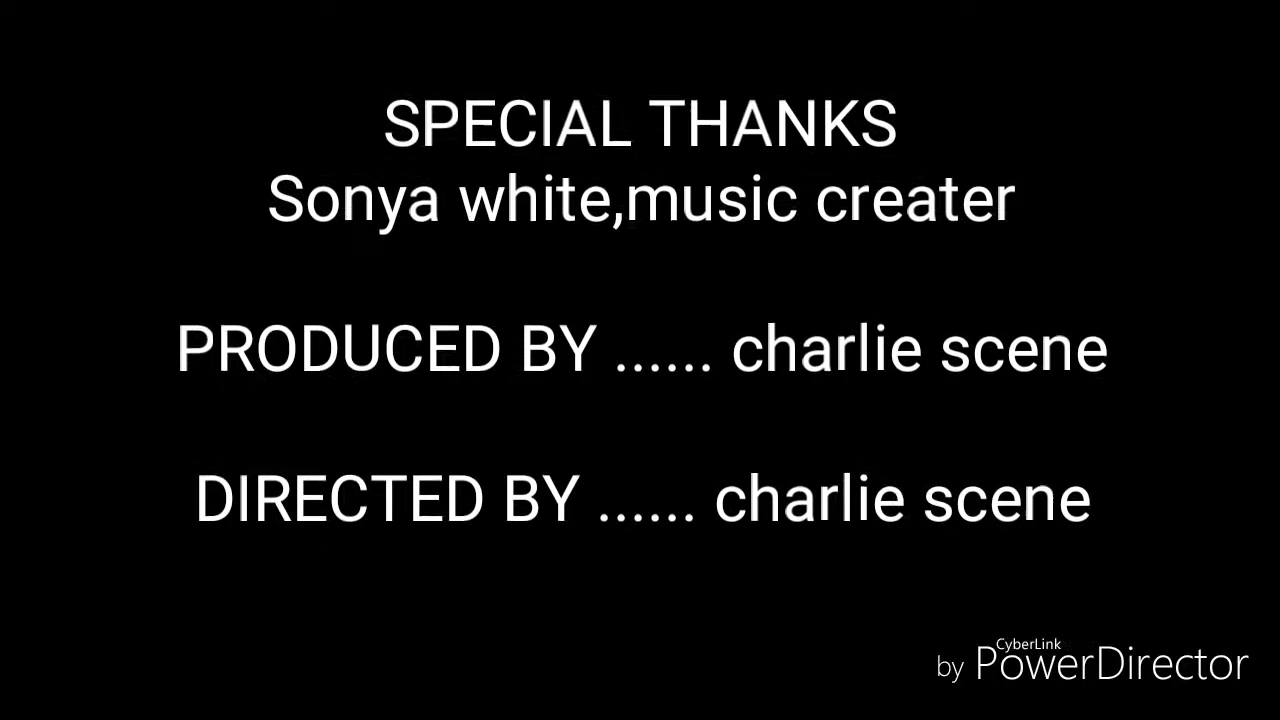 SPECIAL THANKS
Sonya white,music creater
PRODUCED BY ...... charlie scene
DIRECTED BY ...... charlie scene
CyberLink
by PowerDirector